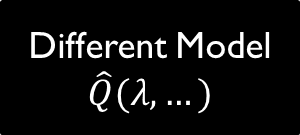 Different Model
Q̂(λ, …)